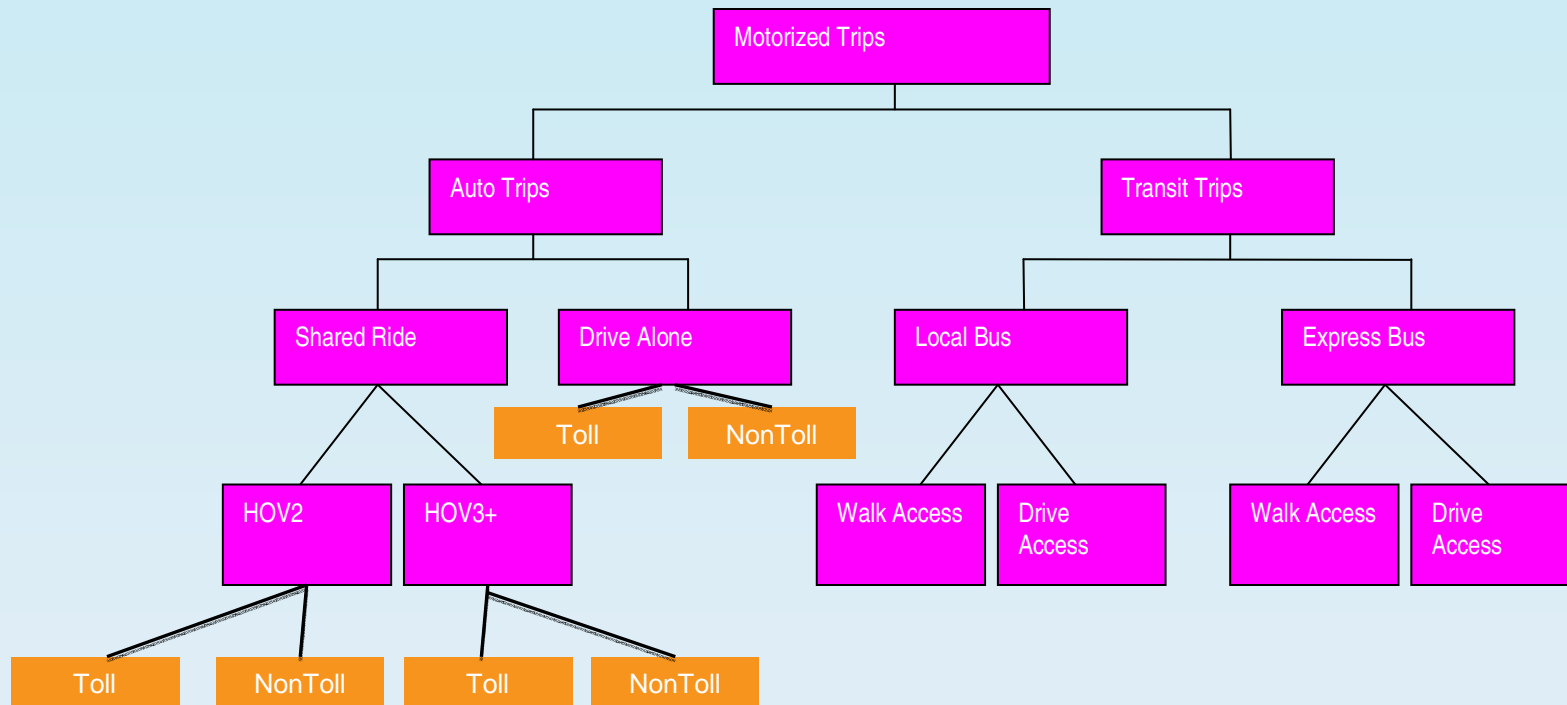 Motorized Trips
Auto Trips
Transit Trips
Shared Ride
Drive Alone
Local Bus
Express Bus
Toll
NonToll
HOV2
HOV3+
Walk Access
Drive
Access
Walk Access
Drive
Access
Toll
NonToll
Toll
NonToll